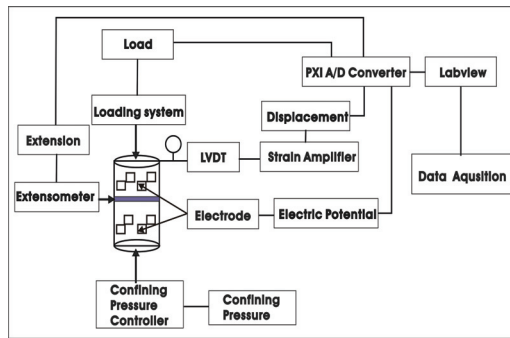 Load
PXI A/D Converter
Labview
Loading system
Displacement
Extension
LVDT
Strain Amplifier
Data Aqusition
Extensometer
Electrode
Electric Potential
Confining
Pressure
Controller
Confining
Pressure